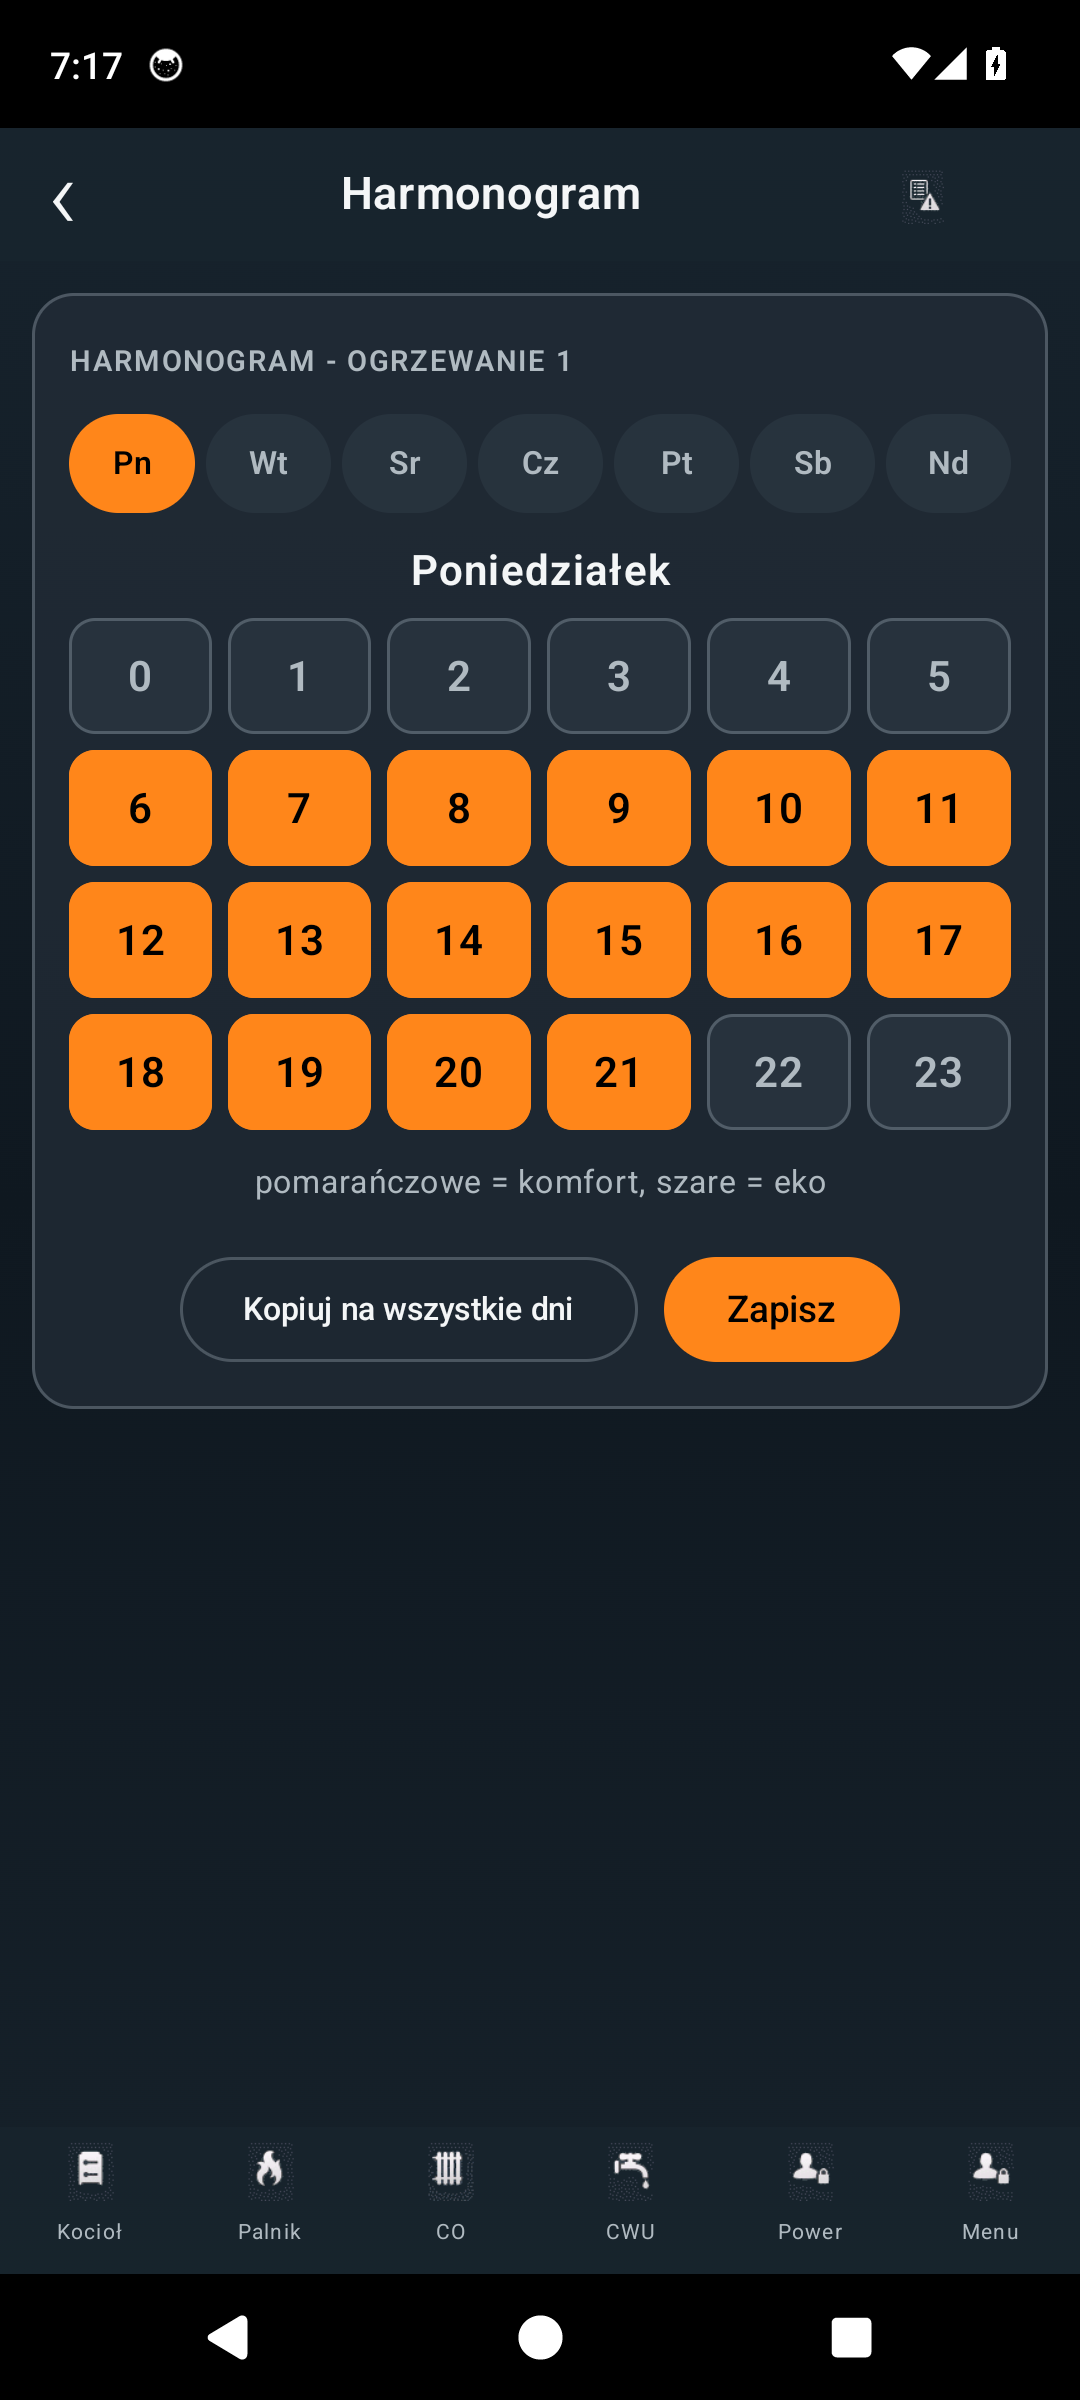 7:17
Harmonogram
HARMONOGRAM - OGRZEWANIE 1
Pn Wt Sr Cz Pt Sb Nd
Poniedziałek
0 1 2 3 4 5
6 7 8 9 10 11
12 13 14 15 16 17
18 19 20 21 22 23
pomarańczowe = komfort, szare = eko
Kopiuj na wszystkie dni Zapisz
Kocioł Palnik CO CWU Power Menu